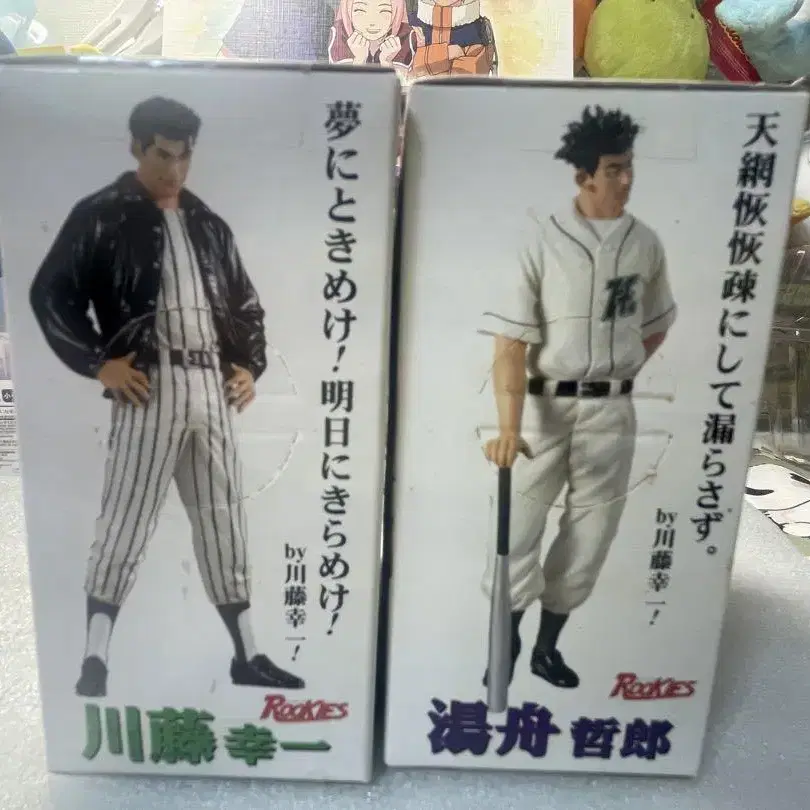 夢にときめけ！明日にきらめけ！
by川藤幸一！
ROOKIES
川藤幸一
天網恢恢疎にして漏らさず。
by川藤幸一！
ROOKIES
湯舟哲郎